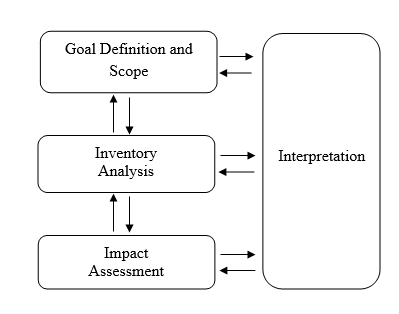 Goal Definition and
Scope
Inventory
Analysis
Interpretation
Impact
Assessment